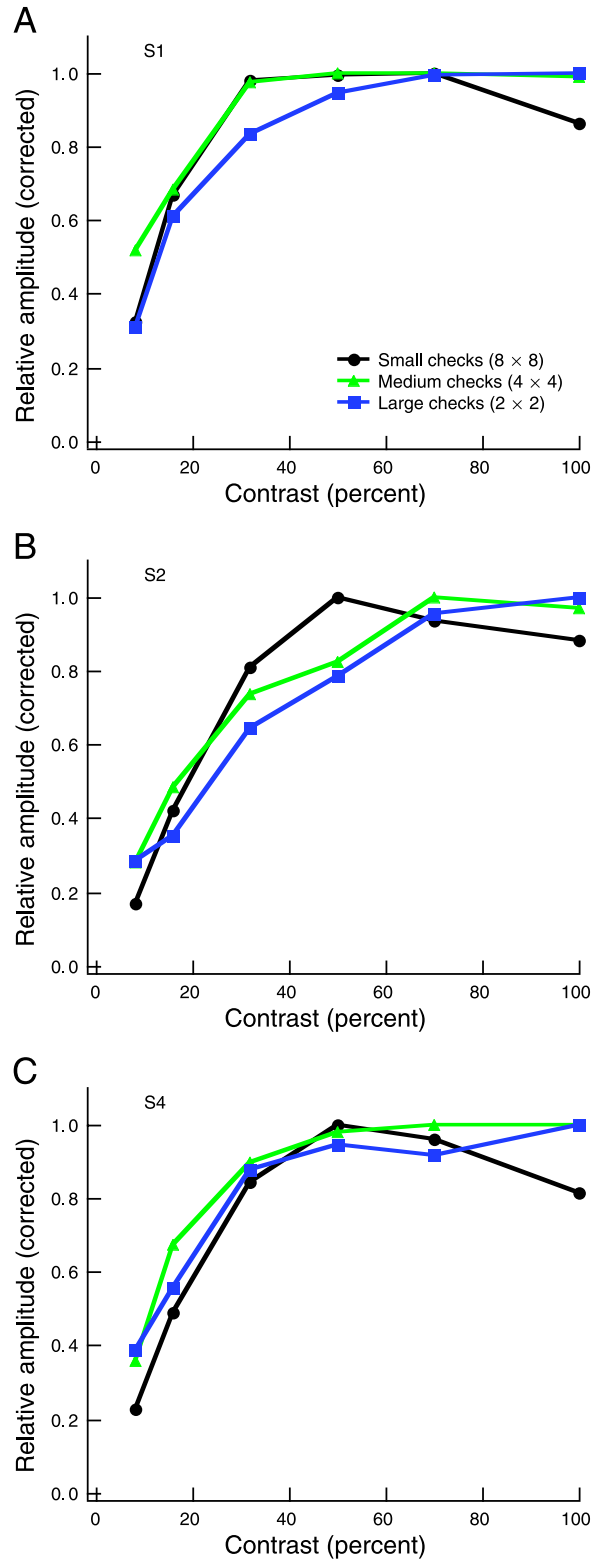 A
S1
1.0
0.8
0.6
0.4
0.2
0.0
Relative amplitude (corrected)
Small checks (8 × 8)
Medium checks (4 × 4)
Large checks (2 × 2)
0 20 40 60 80 100
Contrast (percent)
B
S2
1.0
0.8
0.6
0.4
0.2
0.0
Relative amplitude (corrected)
0 20 40 60 80 100
Contrast (percent)
C
S4
1.0
0.8
0.6
0.4
0.2
0.0
Relative amplitude (corrected)
0 20 40 60 80 100
Contrast (percent)